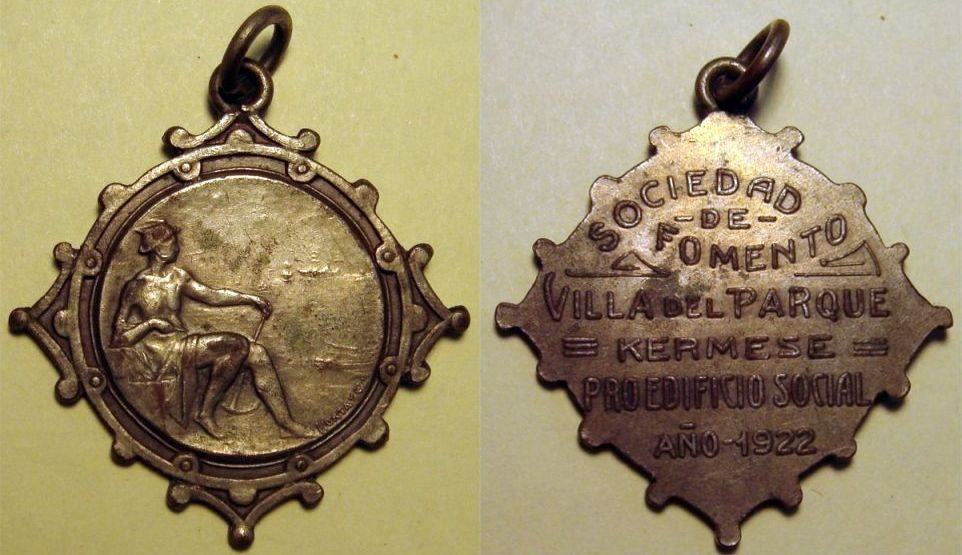 SOCIEDAD
-DE-
FOMENTO
VILLA DEL PARQUE
KERMESE
PRO EDIFICIO SOCIAL
AÑO-1922